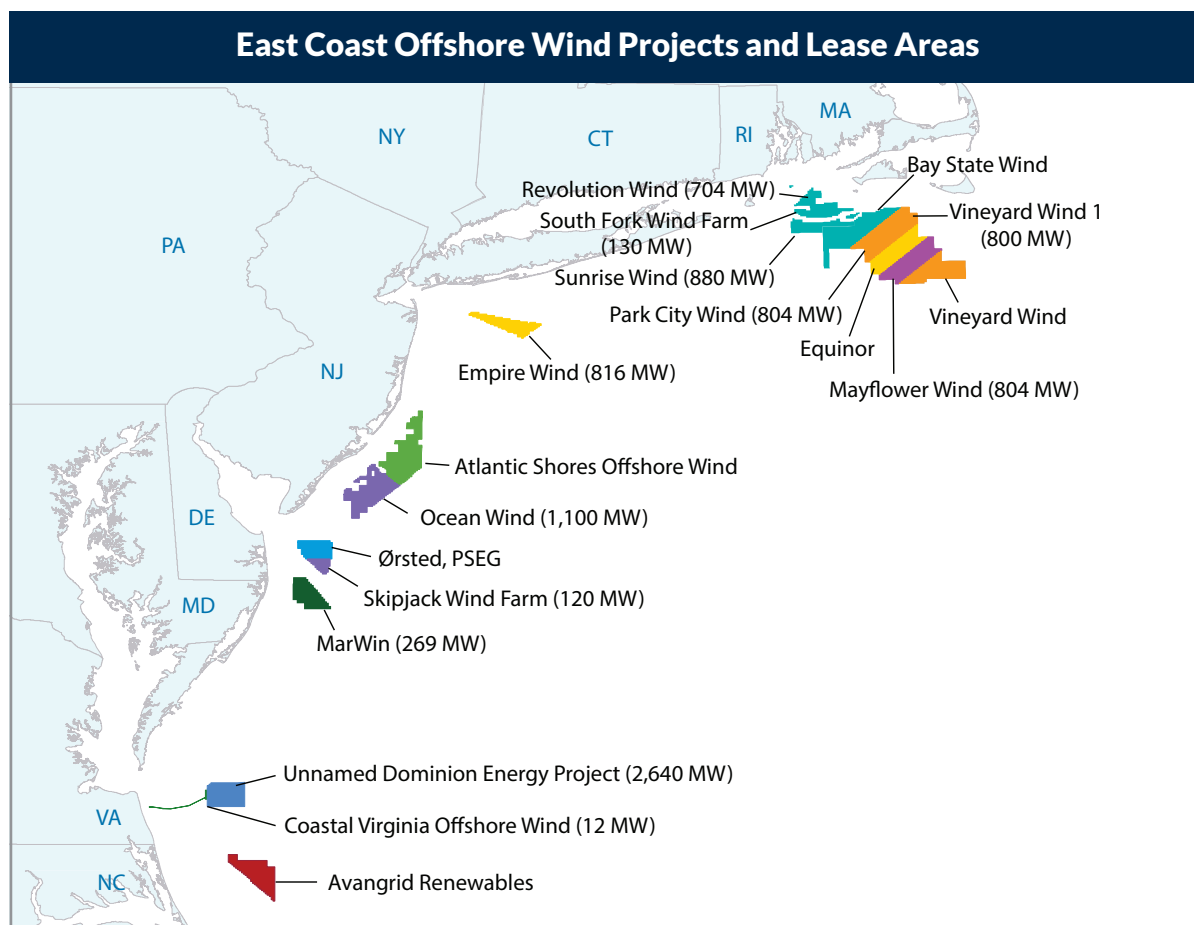 East Coast Offshore Wind Projects and Lease Areas
MA
NY
CT
RI
Bay State Wind
Revolution Wind (704 MW)
Vineyard Wind 1
(800 MW)
South Fork Wind Farm
(130 MW)
PA
Sunrise Wind (880 MW)
Park City Wind (804 MW)
Vineyard Wind
Equinor
NJ
Empire Wind (816 MW)
Mayflower Wind (804 MW)
Atlantic Shores Offshore Wind
DE
Ocean Wind (1,100 MW)
Ørsted, PSEG
MD
Skipjack Wind Farm (120 MW)
MarWin (269 MW)
Unnamed Dominion Energy Project (2,640 MW)
VA
Coastal Virginia Offshore Wind (12 MW)
NC
Avangrid Renewables